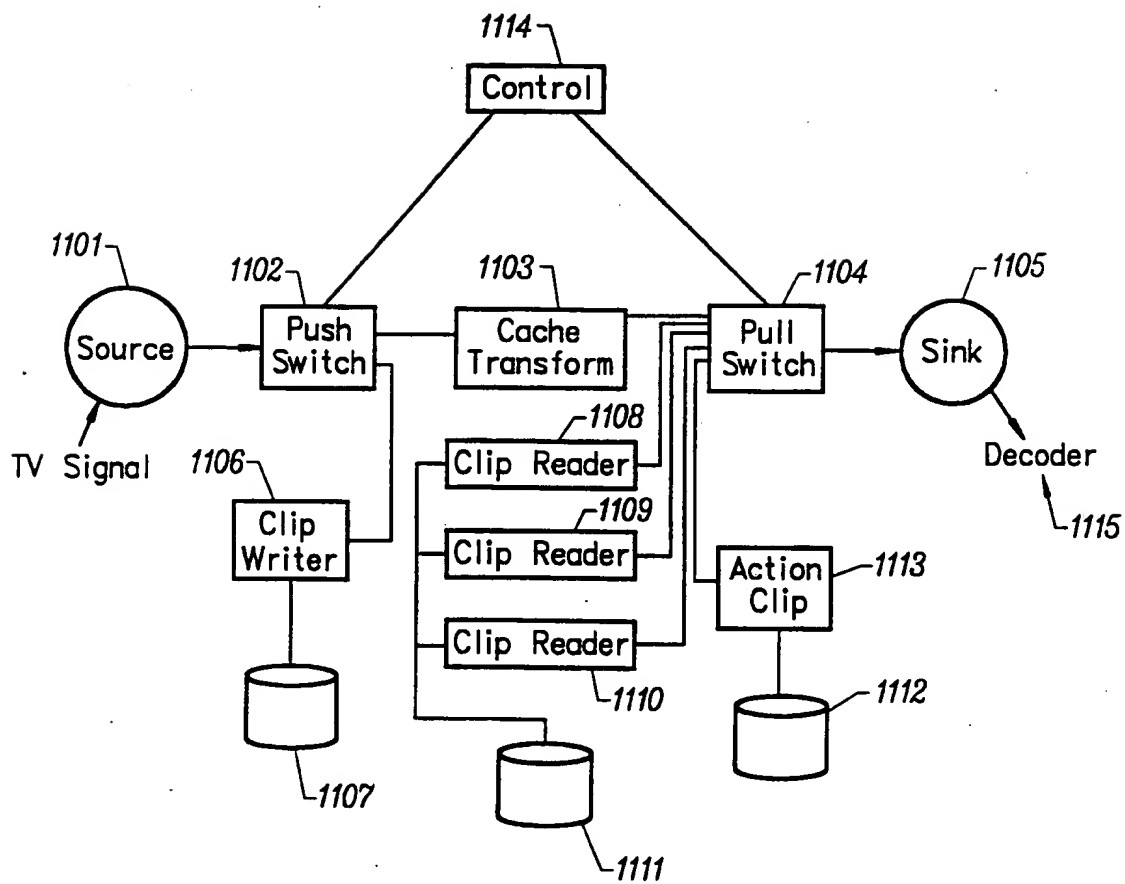 1114
Control
1101
1102
1103
1104
1105
Source
Push
Switch
Cache
Transform
Pull
Switch
Sink
TV Signal
Decoder
1115
1106
Clip
Writer
1107
1108
Clip Reader
1109
Clip Reader
Clip Reader
1110
1111
Action
Clip
1113
1112